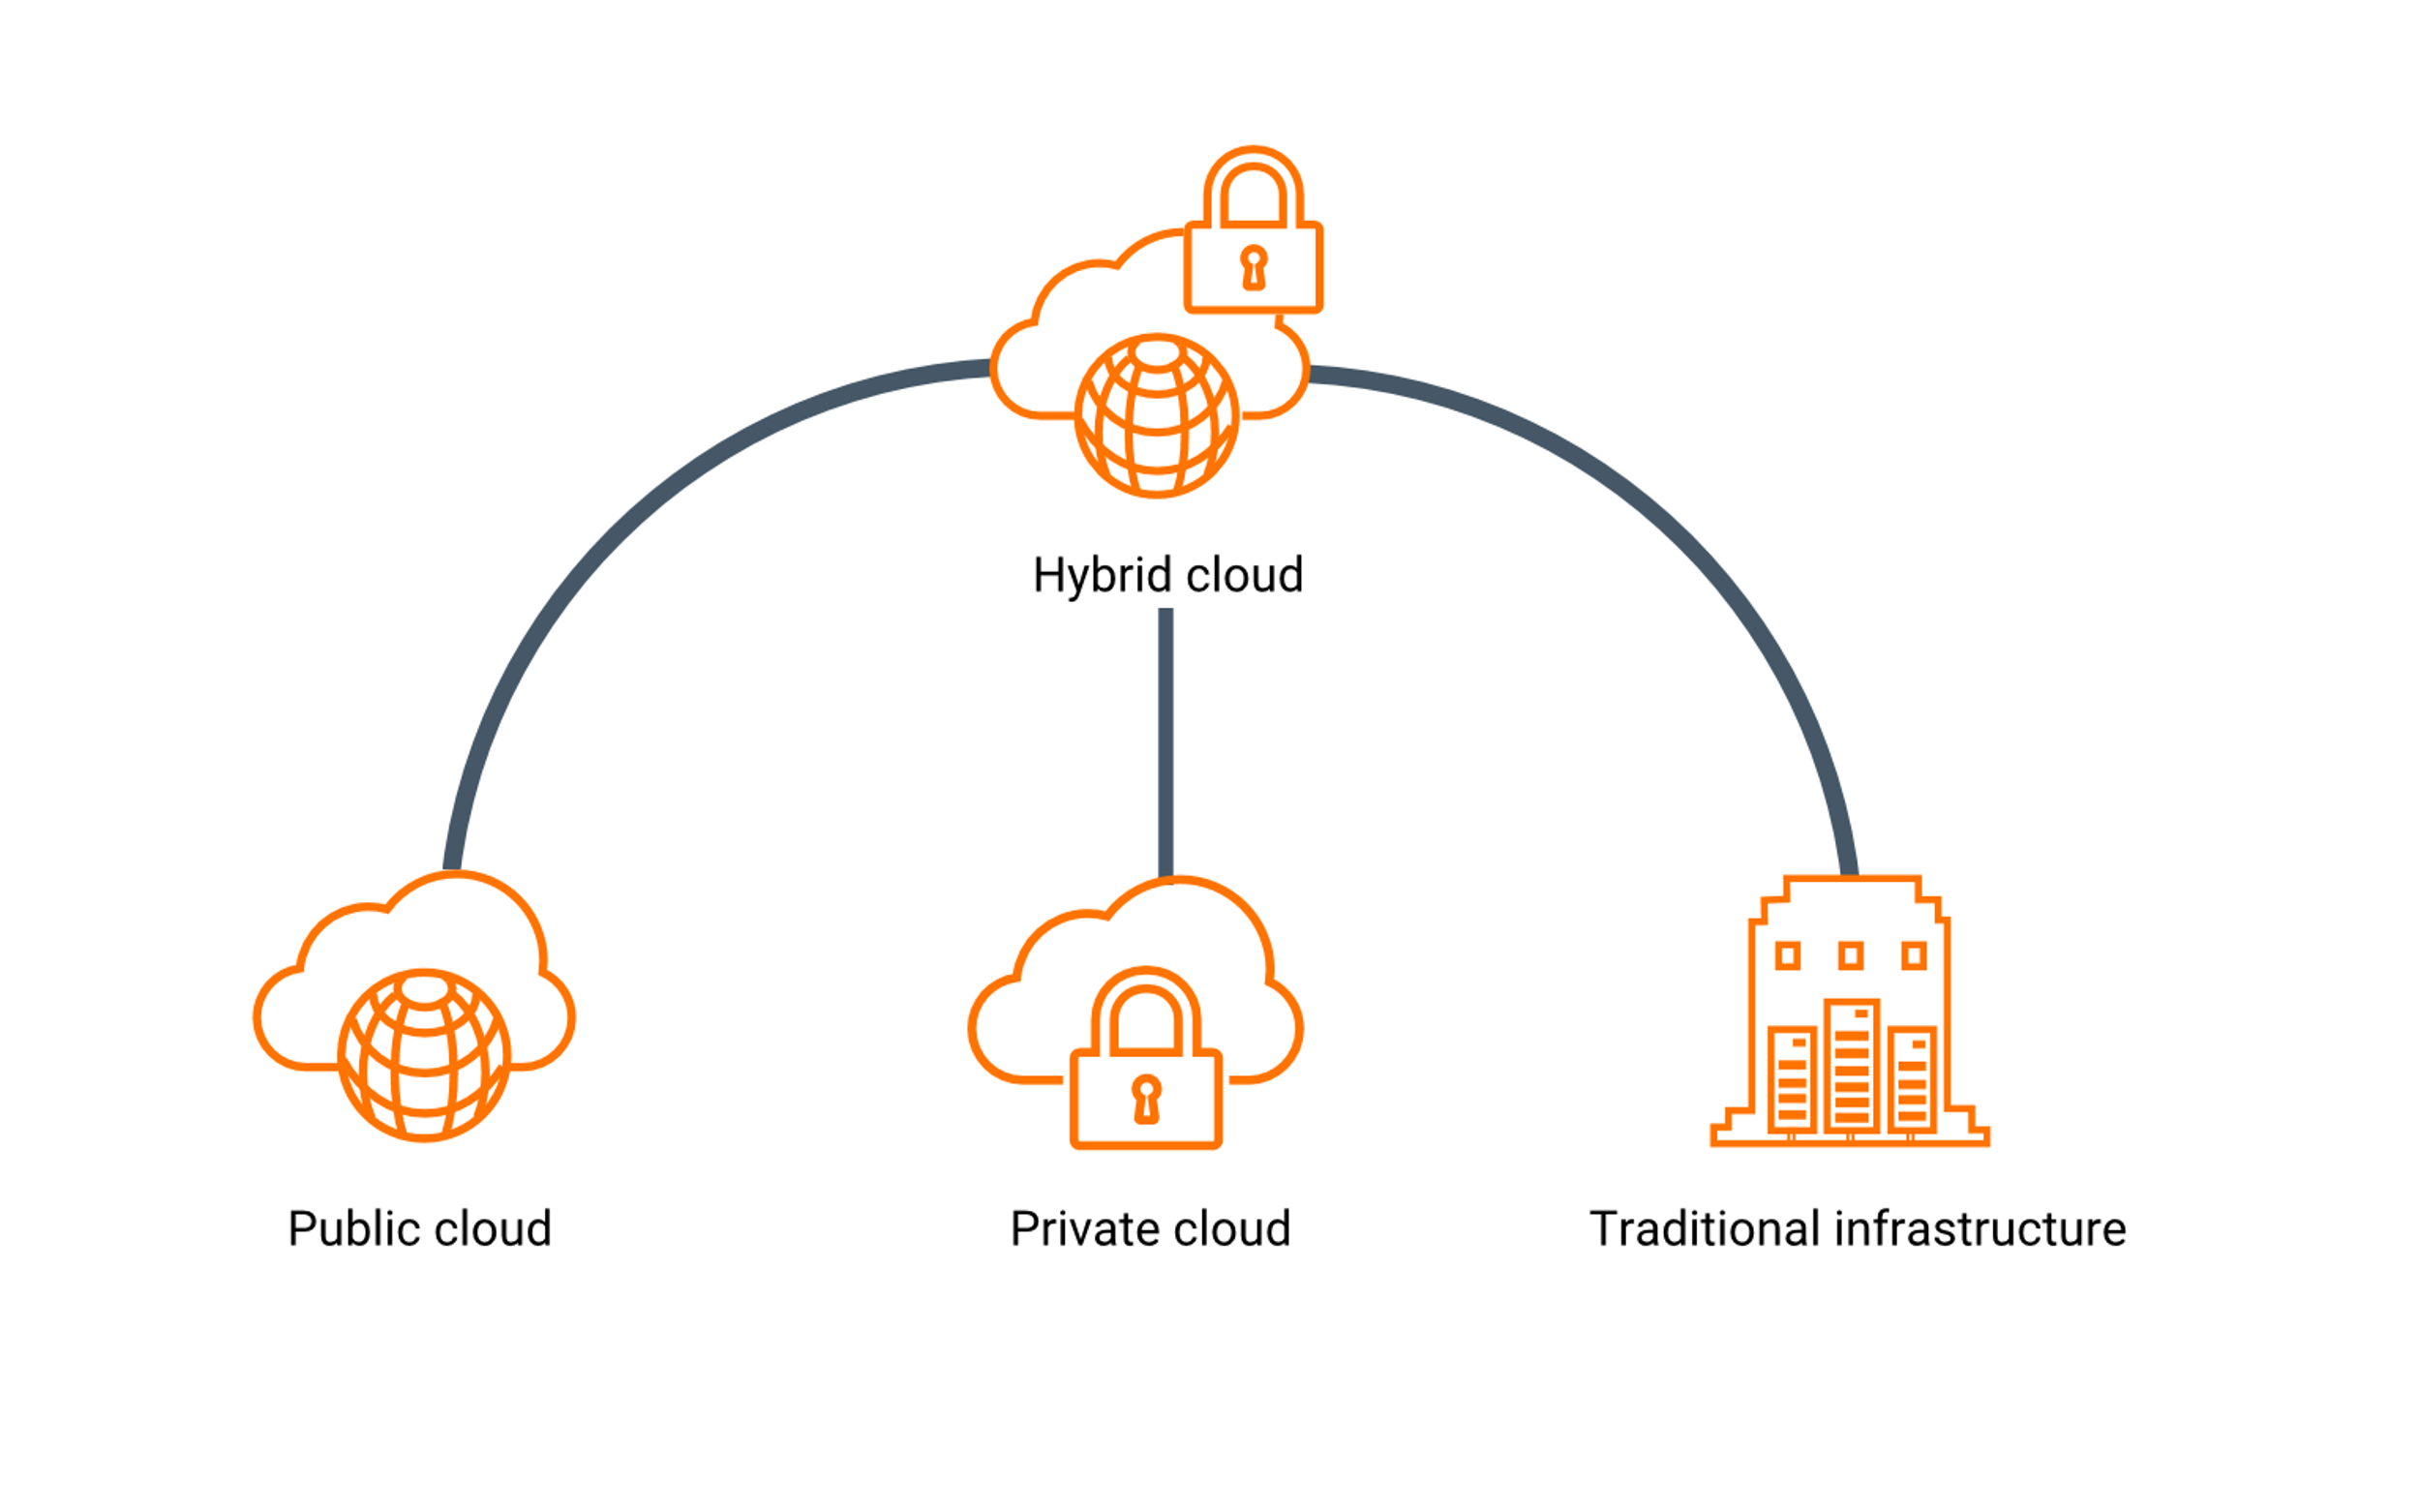 Hybrid cloud
Public cloud
Private cloud
Traditional infrastructure